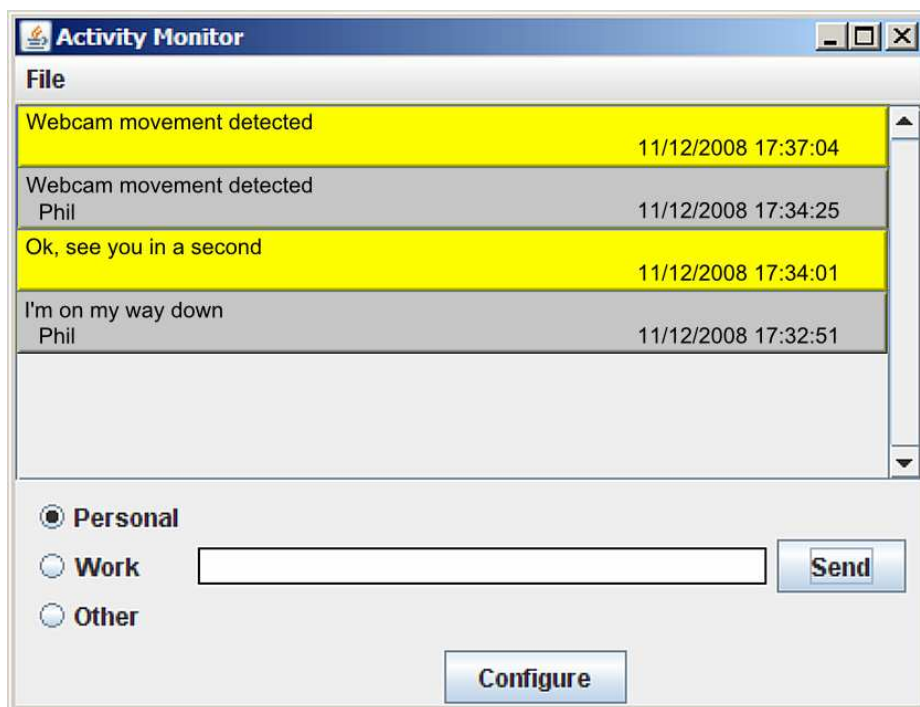 Activity Monitor
File
Webcam movement detected
11/12/2008 17:37:04
Webcam movement detected
Phil 11/12/2008 17:34:25
Ok, see you in a second
11/12/2008 17:34:01
I'm on my way down
Phil 11/12/2008 17:32:51
Personal
Work Send
Other
Configure